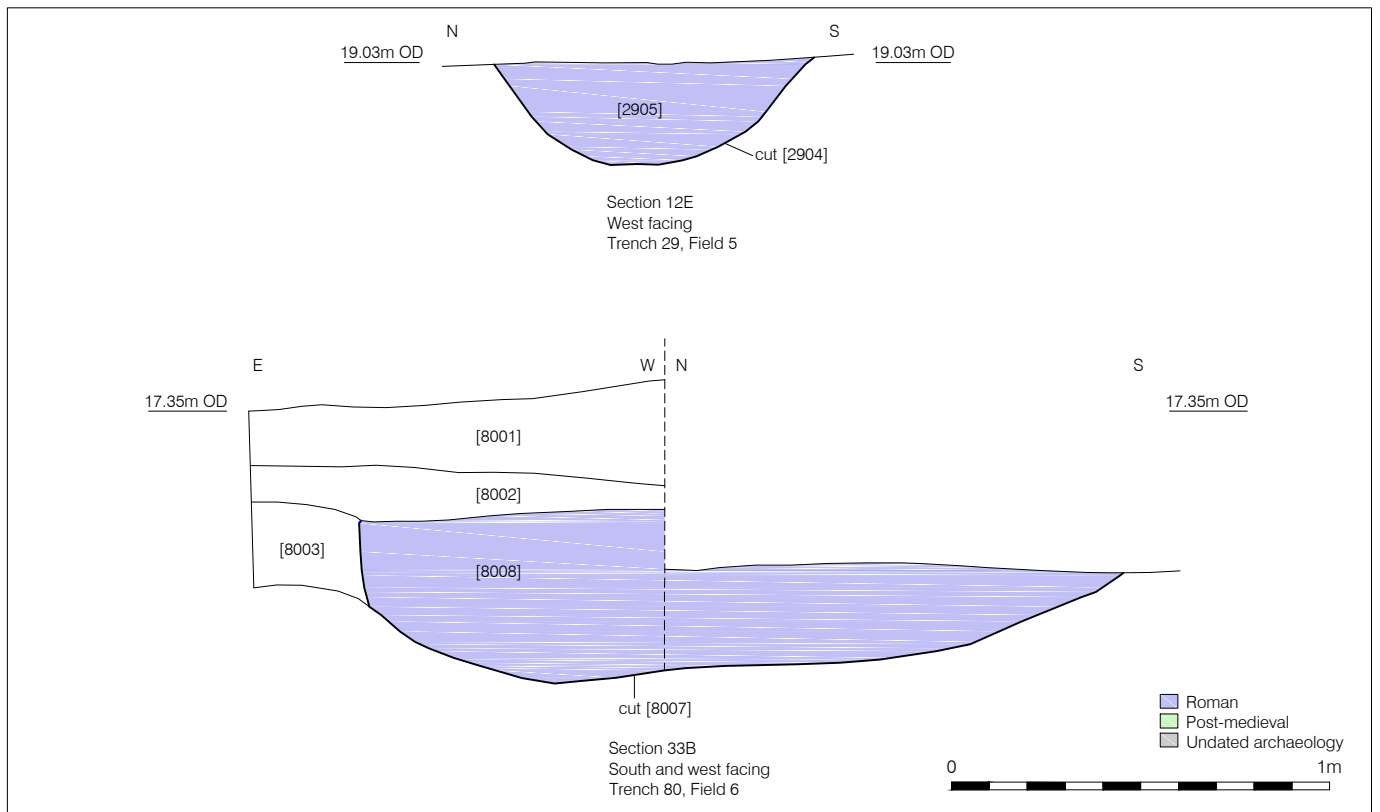 N
S
19.03m OD
19.03m OD
[2905]
cut [2904]
Section 12E
West facing
Trench 29, Field 5
E
W
N
S
17.35m OD
17.35m OD
[8001]
[8002]
[8003]
[8008]
cut [8007]
Section 33B
South and west facing
Trench 80, Field 6
Roman
Post-medieval
Undated archaeology
0
1m